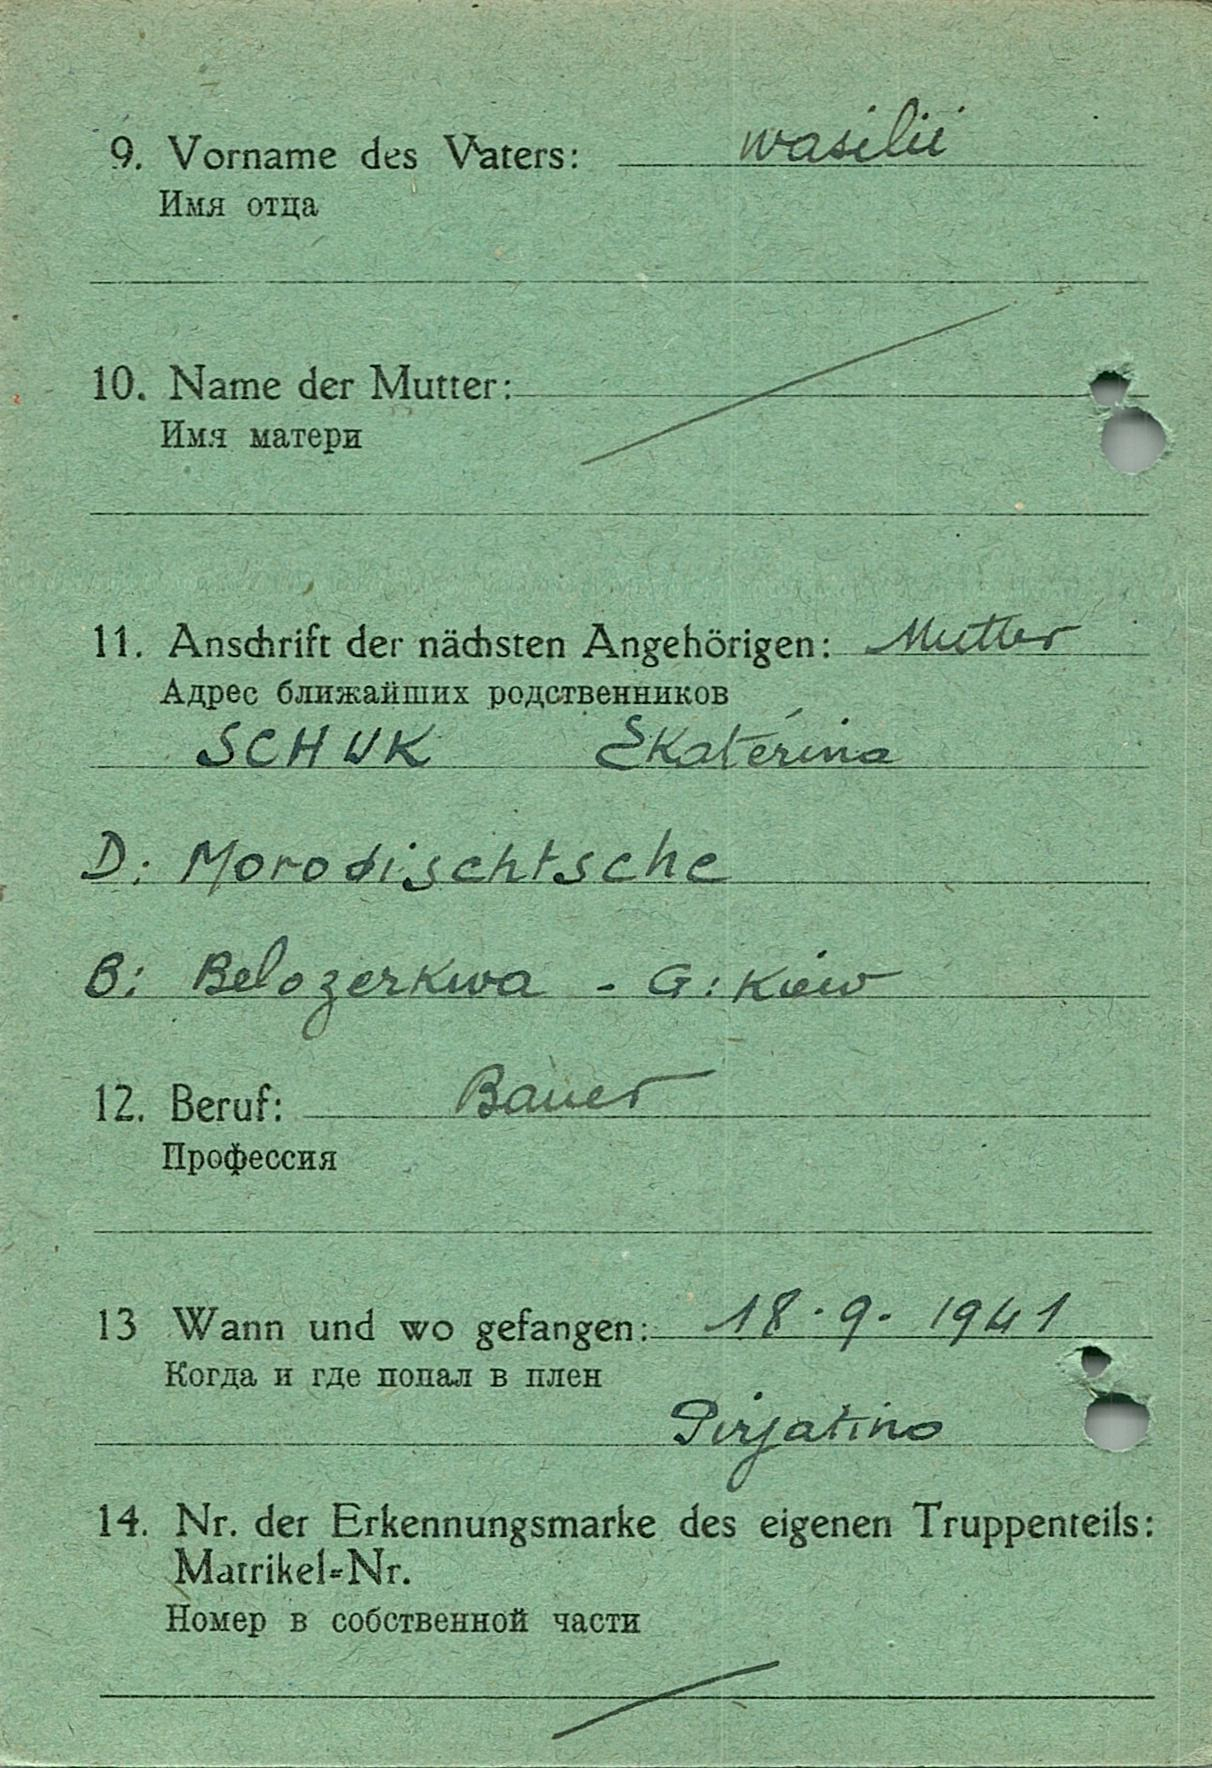 9. Vorname des Vaters: Wasilii
Имя отца
10. Name der Mutter:
Имя матери
11. Anschrift der nächsten Angehörigen: Mutter
Адрес ближайших родственников
SCHUK Ekaterina
D: Morodischtsche
B: Belozerkwa - G: Kiew
12. Beruf: Bauer
Профессия
13 Wann und wo gefangen: 18.9.1941
Когда и где попал в плен
Pirjatino
14. Nr. der Erkennungsmarke des eigenen Truppenteils:
Matrikel-Nr.
Номер в собственной части